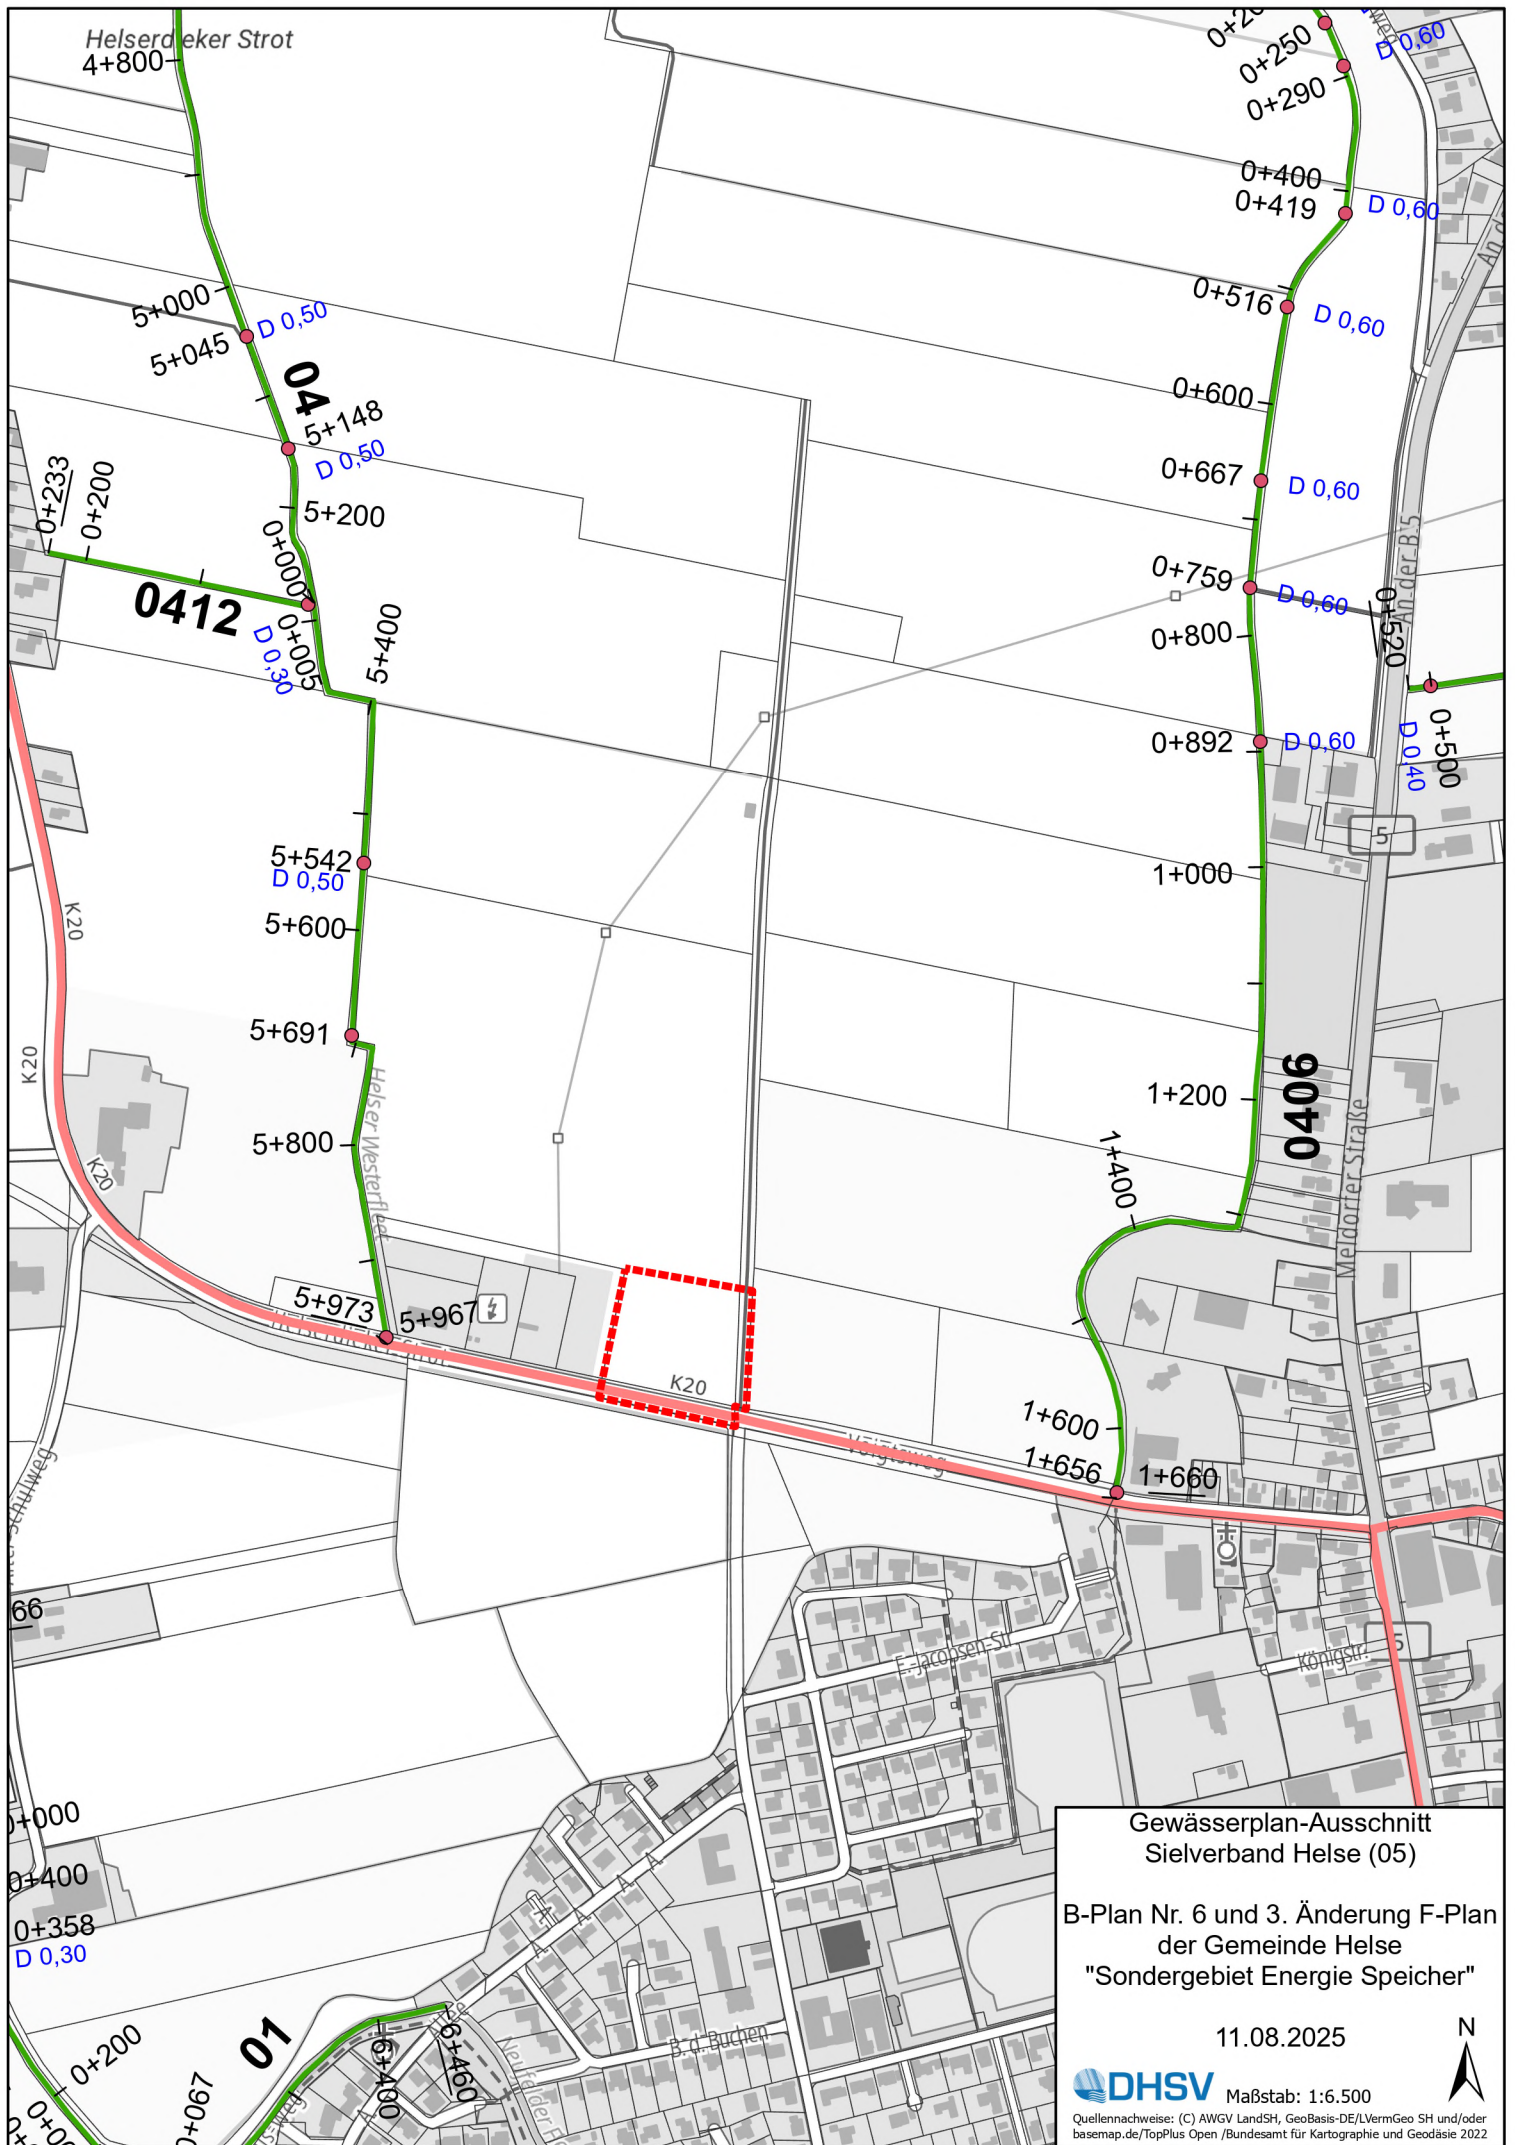 Helserdieker Strot
4+800
0+250
0+290
D 0,60
0+400
0+419
D 0,60
An d
5+000
5+045
D 0,50
0+516
D 0,60
04
5+148
D 0,50
0+600
0+233
0+200
5+200
0+667
D 0,60
An der B 5
0+000
0412
0+005
D 0,30
5+400
0+759
D 0,60
0+520
0+800
0+892
D 0,60
0+500
D 0,40
5
5+542
D 0,50
1+000
K20
5+600
5+691
K20
Helser Westerfleet
1+200
0406
Meldorfer Straße
5+800
1+400
K20
5+973
5+967
Helserdieker Strot
K20
1+600
Voigtsweg
1+656
1+660
66
F.-Jacobsen-Str.
Königstr.
5
0+000
0+400
0+358
D 0,30
01
0+200
0+067
6+400
6+460
B. d. Buchen
Gewässerplan-Ausschnitt
Sielverband Helse (05)
B-Plan Nr. 6 und 3. Änderung F-Plan
der Gemeinde Helse
"Sondergebiet Energie Speicher"
11.08.2025
N
DHSV
Maßstab: 1:6.500
Quellennachweise: (C) AWGV LandSH, GeoBasis-DE/LVermGeo SH und/oder
basemap.de/TopPlus Open /Bundesamt für Kartographie und Geodäsie 2022